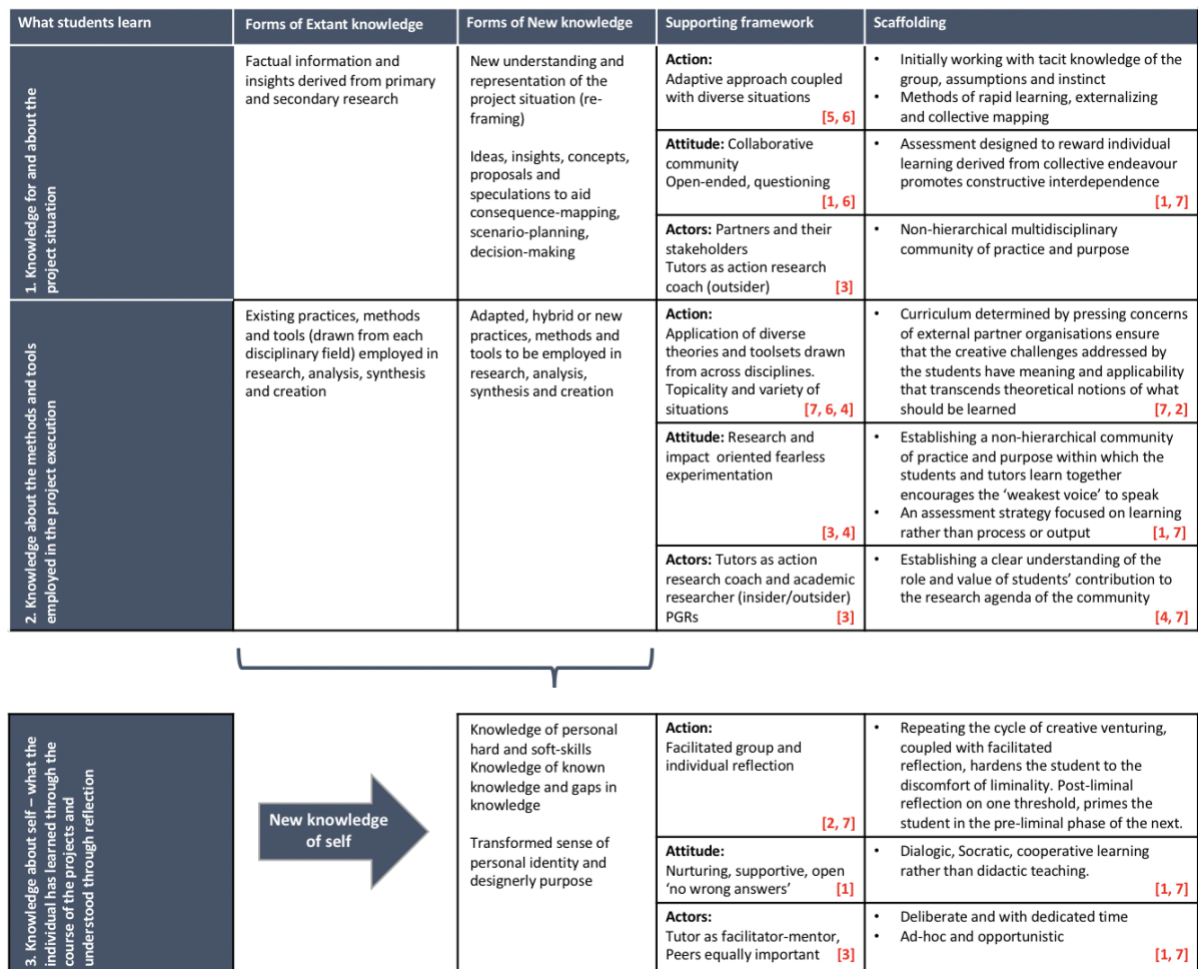 What students learn
Forms of Extant knowledge
Forms of New knowledge
Supporting framework
Scaffolding
1. Knowledge for and about the
project situation
Factual information and
insights derived from primary
and secondary research
New understanding and
representation of the
project situation (re-
framing)
Ideas, insights, concepts,
proposals and
speculations to aid
consequence-mapping,
scenario-planning,
decision-making
Action:
Adaptive approach coupled
with diverse situations
[5, 6]
• Initially working with tacit knowledge of the
group, assumptions and instinct
• Methods of rapid learning, externalizing
and collective mapping
Attitude: Collaborative
community
Open-ended, questioning
[1, 6]
• Assessment designed to reward individual
learning derived from collective endeavour
promotes constructive interdependence
[1, 7]
Actors: Partners and their
stakeholders
Tutors as action research
coach (outsider) [3]
• Non-hierarchical multidisciplinary
community of practice and purpose
2. Knowledge about the methods and tools
employed in the project execution
Existing practices, methods
and tools (drawn from each
disciplinary field) employed in
research, analysis, synthesis
and creation
Adapted, hybrid or new
practices, methods and
tools to be employed in
research, analysis,
synthesis and creation
Action:
Application of diverse
theories and toolsets drawn
from across disciplines.
Topicality and variety of
situations [7, 6, 4]
• Curriculum determined by pressing concerns
of external partner organisations ensure
that the creative challenges addressed by
the students have meaning and applicability
that transcends theoretical notions of what
should be learned [7, 2]
Attitude: Research and
impact oriented fearless
experimentation
[3, 4]
• Establishing a non-hierarchical community
of practice and purpose within which the
students and tutors learn together
encourages the ‘weakest voice’ to speak
• An assessment strategy focused on learning
rather than process or output [1, 7]
Actors: Tutors as action
research coach and academic
researcher (insider/outsider)
PGRs [3]
• Establishing a clear understanding of the
role and value of students’ contribution to
the research agenda of the community
[4, 7]
3. Knowledge about self – what the
individual has learned through the
course of the projects and
understood through reflection
New knowledge
of self
Knowledge of personal
hard and soft-skills
Knowledge of known
knowledge and gaps in
knowledge
Transformed sense of
personal identity and
designerly purpose
Action:
Facilitated group and
individual reflection
[2, 7]
• Repeating the cycle of creative venturing,
coupled with facilitated
reflection, hardens the student to the
discomfort of liminality. Post-liminal
reflection on one threshold, primes the
student in the pre-liminal phase of the next.
Attitude:
Nurturing, supportive, open
‘no wrong answers’ [1]
• Dialogic, Socratic, cooperative learning
rather than didactic teaching.
[1, 7]
Actors:
Tutor as facilitator-mentor,
Peers equally important [3]
• Deliberate and with dedicated time
• Ad-hoc and opportunistic
[1, 7]